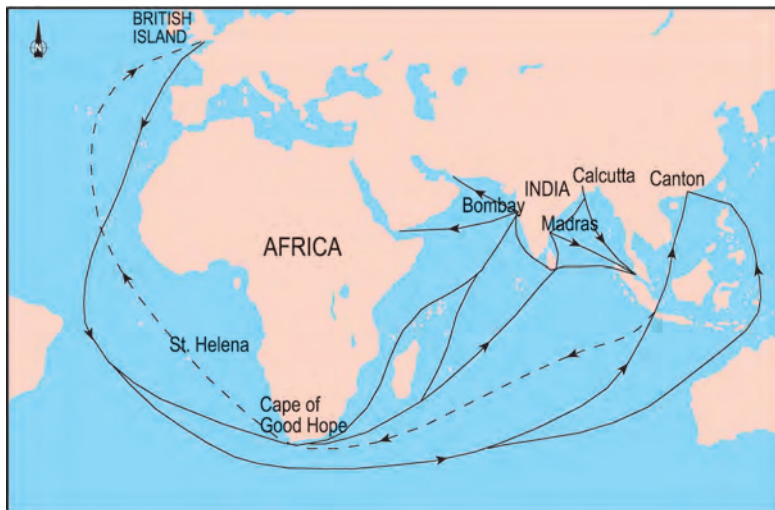 BRITISH
ISLAND
N
INDIA
Calcutta
Canton
Bombay
Madras
AFRICA
St. Helena
Cape of
Good Hope